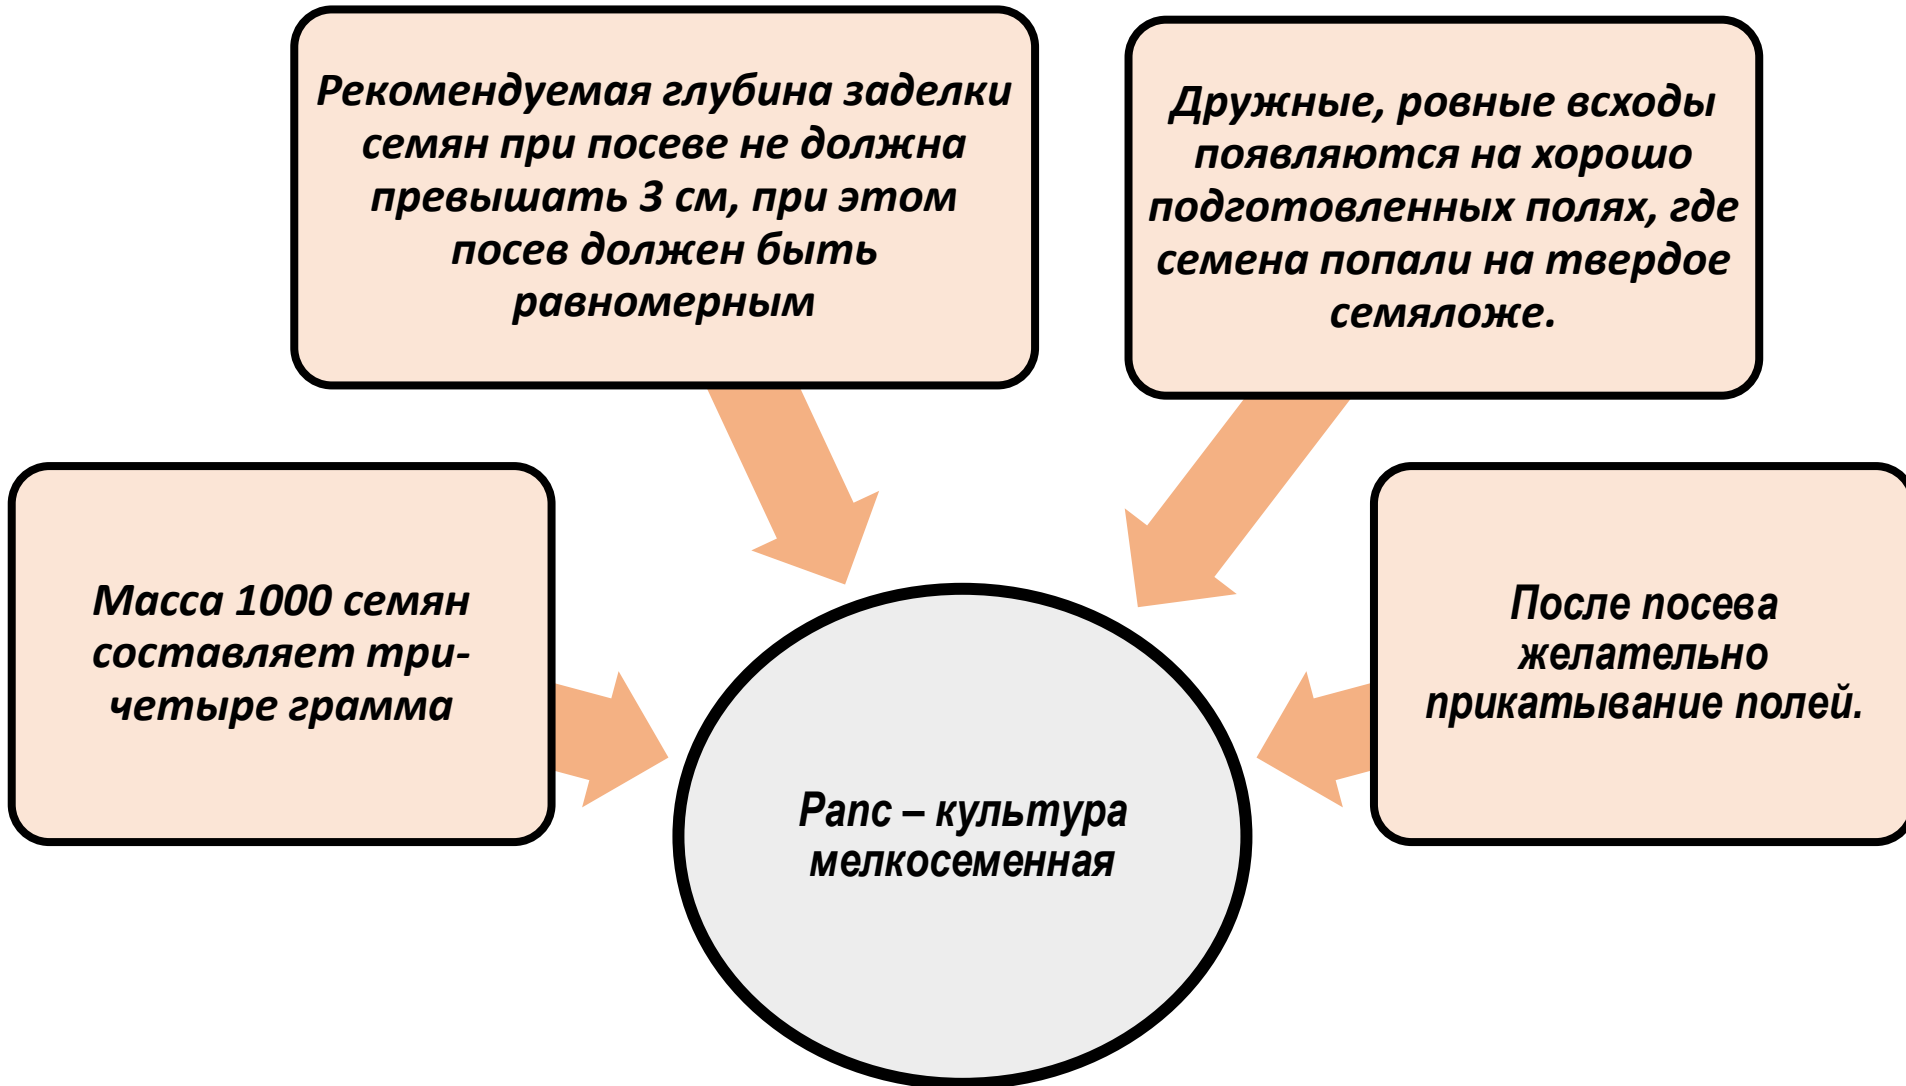 Рекомендуемая глубина заделки
семян при посеве не должна
превышать 3 см, при этом
посев должен быть
равномерным
Дружные, ровные всходы
появляются на хорошо
подготовленных полях, где
семена попали на твердое
семяложе.
Масса 1000 семян
составляет три-
четыре грамма
После посева
желательно
прикатывание полей.
Рапс – культура
мелкосеменная